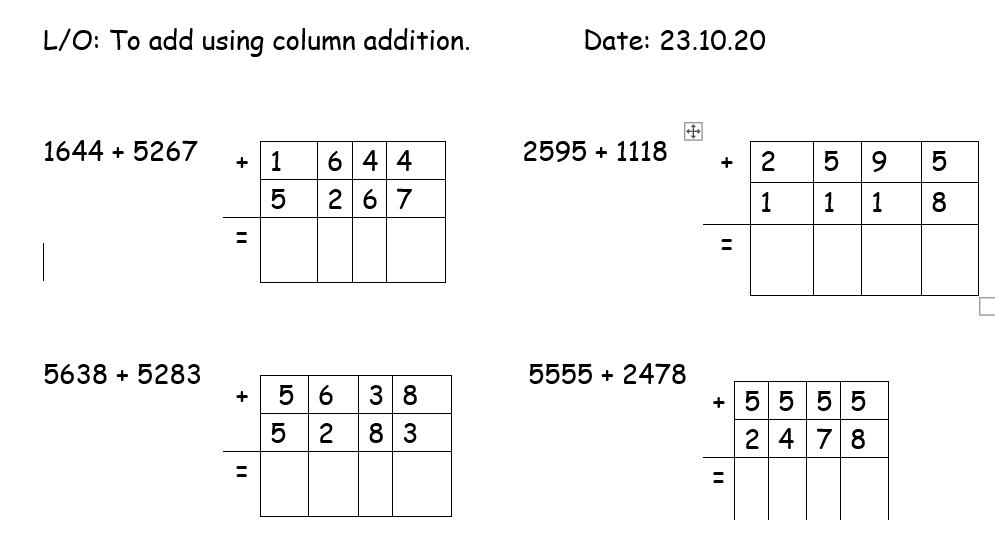 L/O: To add using column addition. Date: 23.10.20
1644 + 5267
+ 1 6 4 4
5 2 6 7
=
2595 + 1118
+ 2 5 9 5
1 1 1 8
=
5638 + 5283
+ 5 6 3 8
5 2 8 3
=
5555 + 2478
+ 5 5 5 5
2 4 7 8
=